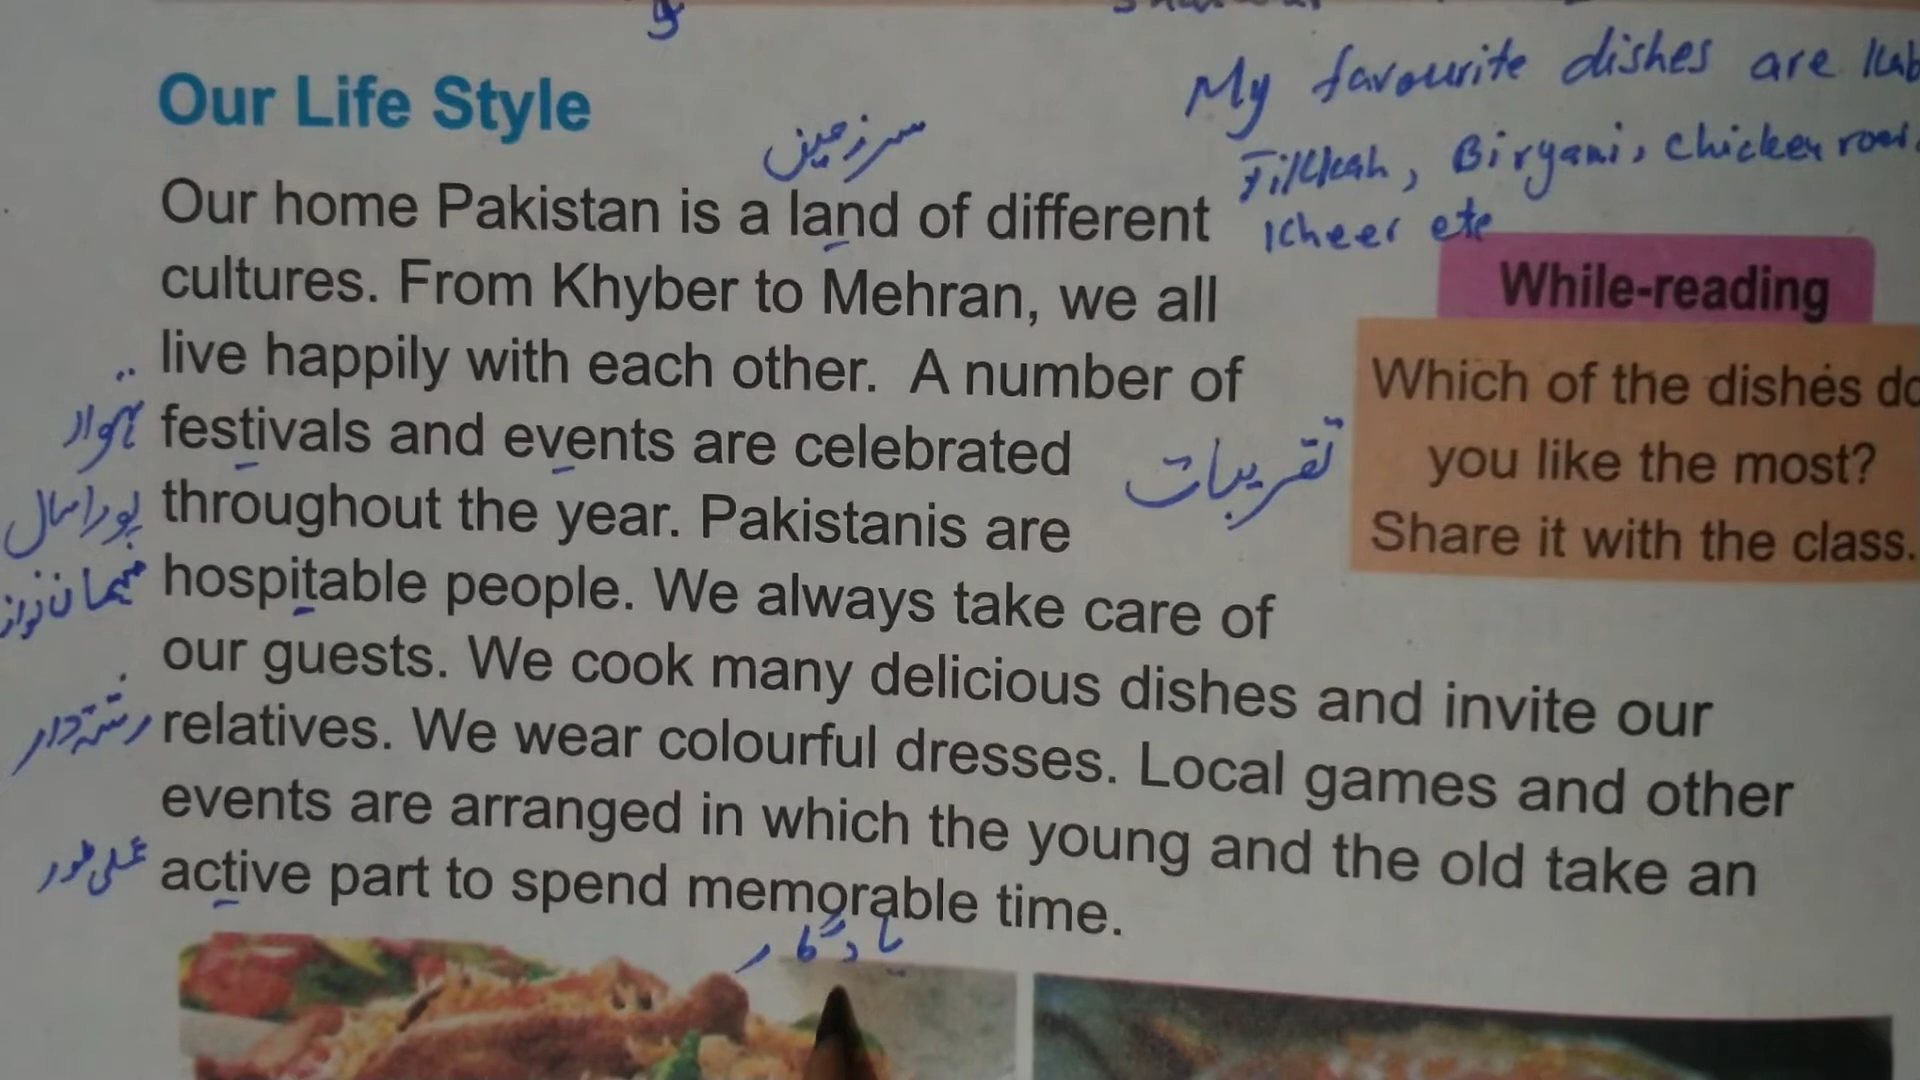 My favourite dishes are
Tikkah, Biryani, chicken
kheer etc
Our Life Style
سرزمین
Our home Pakistan is a land of different
cultures. From Khyber to Mehran, we all
live happily with each other. A number of
تہوار festivals and events are celebrated تقریبات
پورا سال throughout the year. Pakistanis are
مہمان نواز hospitable people. We always take care of
our guests. We cook many delicious dishes and invite our
رشتہ دار relatives. We wear colourful dresses. Local games and other
events are arranged in which the young and the old take an
عملی طور active part to spend memorable time.
یادگار
While-reading
Which of the dishes do
you like the most?
Share it with the class.